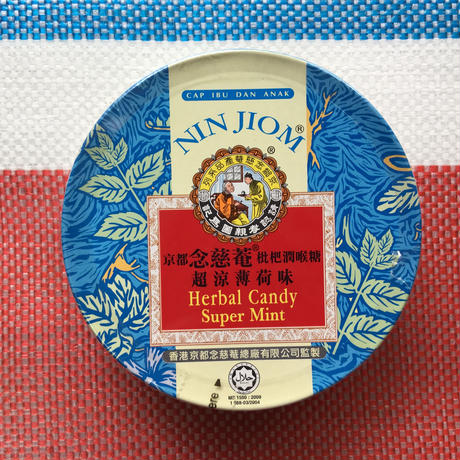 CAP IBU DAN ANAK
NIN JIOM®
®
京都念慈菴® 枇杷潤喉糖
超涼薄荷味
Herbal Candy
Super Mint
香港京都念慈菴總廠有限公司監製